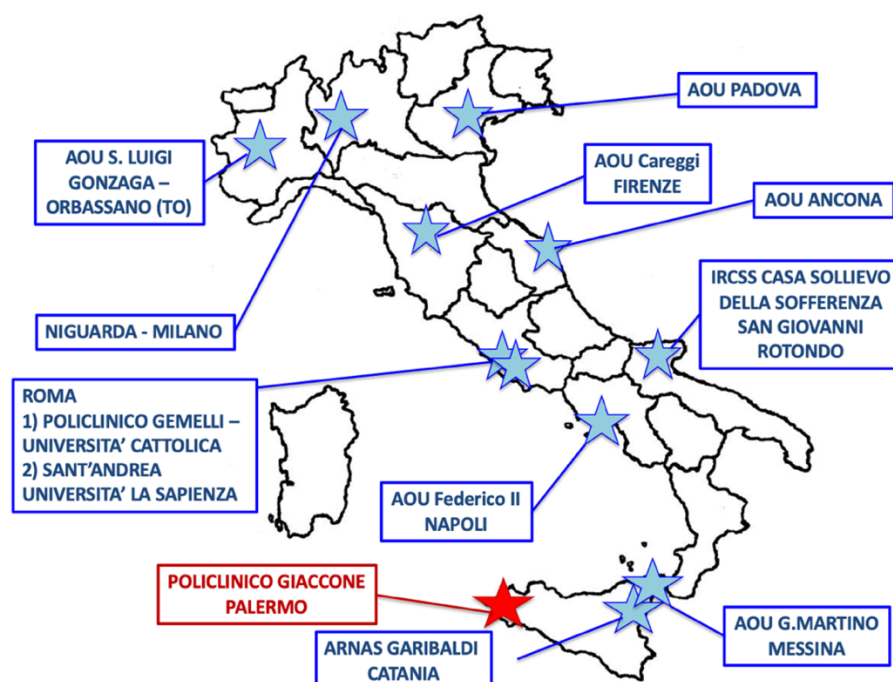 AOU PADOVA
AOU S. LUIGI
GONZAGA –
ORBASSANO (TO)
AOU Careggi
FIRENZE
AOU ANCONA
IRCSS CASA SOLLIEVO
DELLA SOFFERENZA
SAN GIOVANNI
ROTONDO
NIGUARDA - MILANO
ROMA
1) POLICLINICO GEMELLI –
UNIVERSITA’ CATTOLICA
2) SANT’ANDREA
UNIVERSITA’ LA SAPIENZA
AOU Federico II
NAPOLI
POLICLINICO GIACCONE
PALERMO
ARNAS GARIBALDI
CATANIA
AOU G.MARTINO
MESSINA